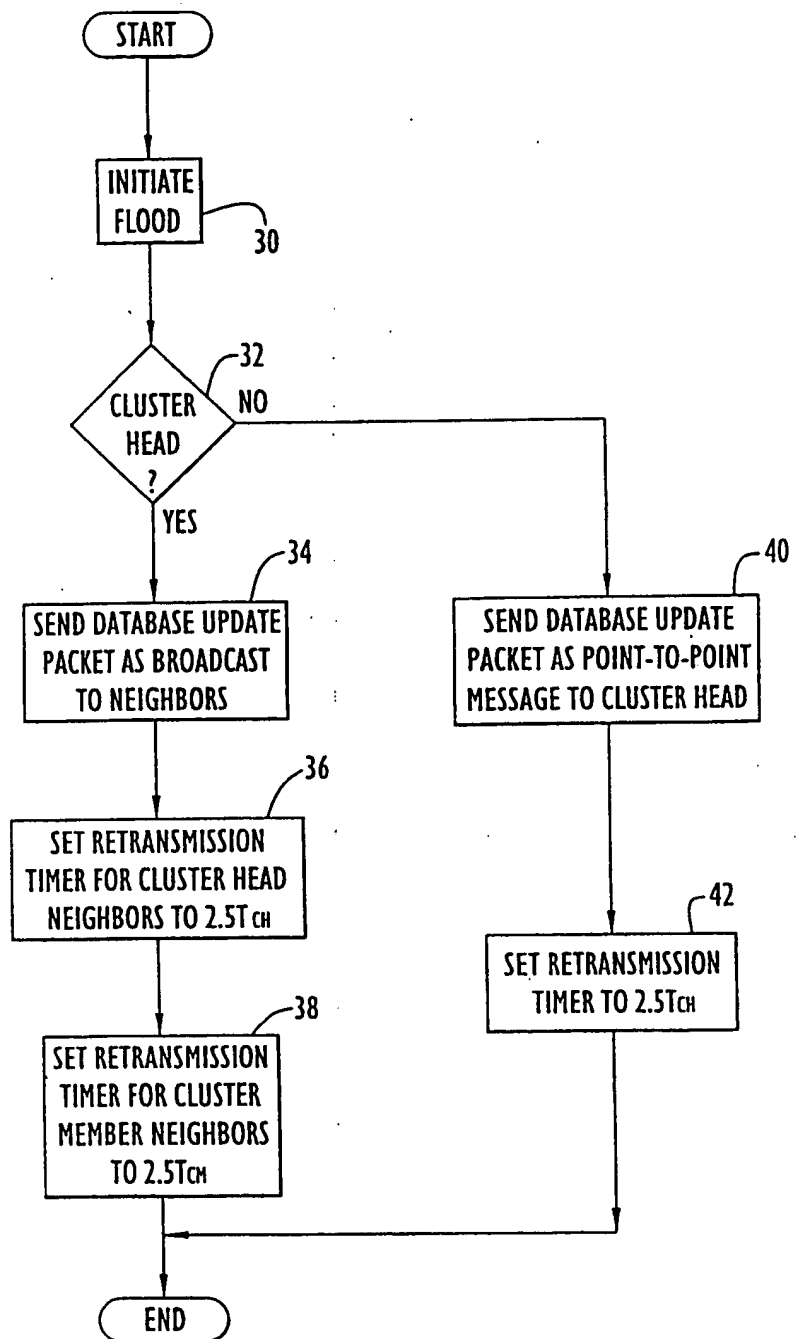 START
INITIATE
FLOOD
30
32
CLUSTER
HEAD
?
NO
YES
34
SEND DATABASE UPDATE
PACKET AS BROADCAST
TO NEIGHBORS
40
SEND DATABASE UPDATE
PACKET AS POINT-TO-POINT
MESSAGE TO CLUSTER HEAD
36
SET RETRANSMISSION
TIMER FOR CLUSTER HEAD
NEIGHBORS TO 2.5TCH
42
SET RETRANSMISSION
TIMER TO 2.5TCH
38
SET RETRANSMISSION
TIMER FOR CLUSTER
MEMBER NEIGHBORS
TO 2.5TCM
END